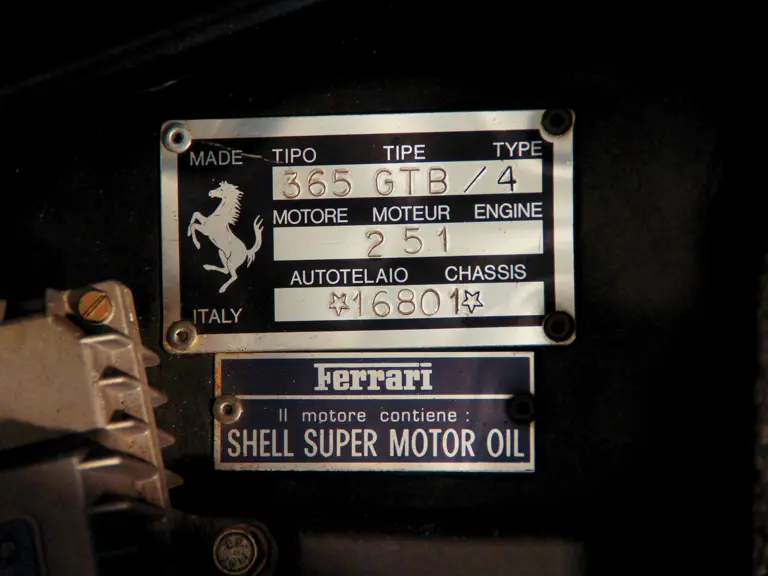 MADE TIPO TIPE TYPE
365 GTB / 4
MOTORE MOTEUR ENGINE
251
AUTOTELAIO CHASSIS
☆16801☆
ITALY
Ferrari
Il motore contiene :
SHELL SUPER MOTOR OIL